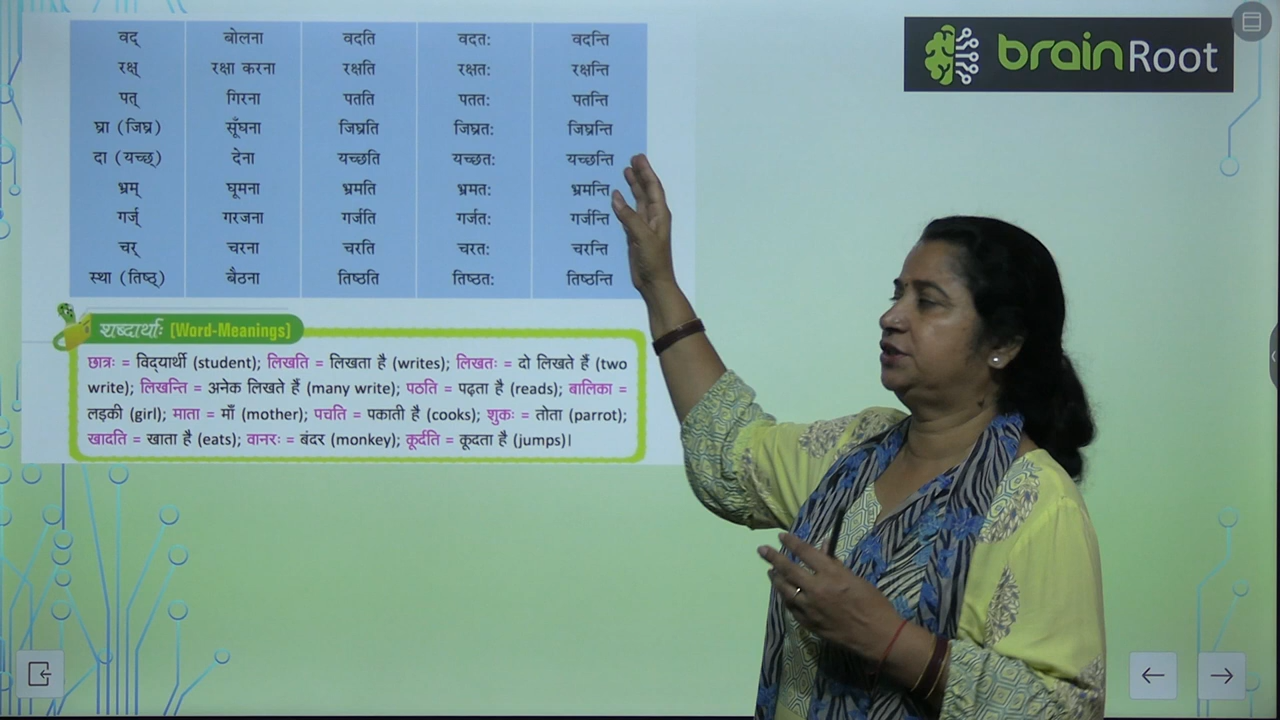 brainRoot
वद् बोलना वदति वदतः वदन्ति
रक्ष् रक्षा करना रक्षति रक्षतः रक्षन्ति
पत् गिरना पतति पततः पतन्ति
घ्रा (जिघ्र) सूँघना जिघ्रति जिघ्रतः जिघ्रन्ति
दा (यच्छ्) देना यच्छति यच्छतः यच्छन्ति
भ्रम् घूमना भ्रमति भ्रमतः भ्रमन्ति
गर्ज् गरजना गर्जति गर्जतः गर्जन्ति
चर् चरना चरति चरतः चरन्ति
स्था (तिष्ठ्) बैठना तिष्ठति तिष्ठतः तिष्ठन्ति
शब्दार्थाः (Word-Meanings)
छात्रः = विद्यार्थी (student); लिखति = लिखता है (writes); लिखतः = दो लिखते हैं (two
write); लिखन्ति = अनेक लिखते हैं (many write); पठति = पढ़ता है (reads); बालिका =
लड़की (girl); माता = माँ (mother); पचति = पकाती है (cooks); शुकः = तोता (parrot);
खादति = खाता है (eats); वानरः = बंदर (monkey); कूर्दति = कूदता है (jumps)।